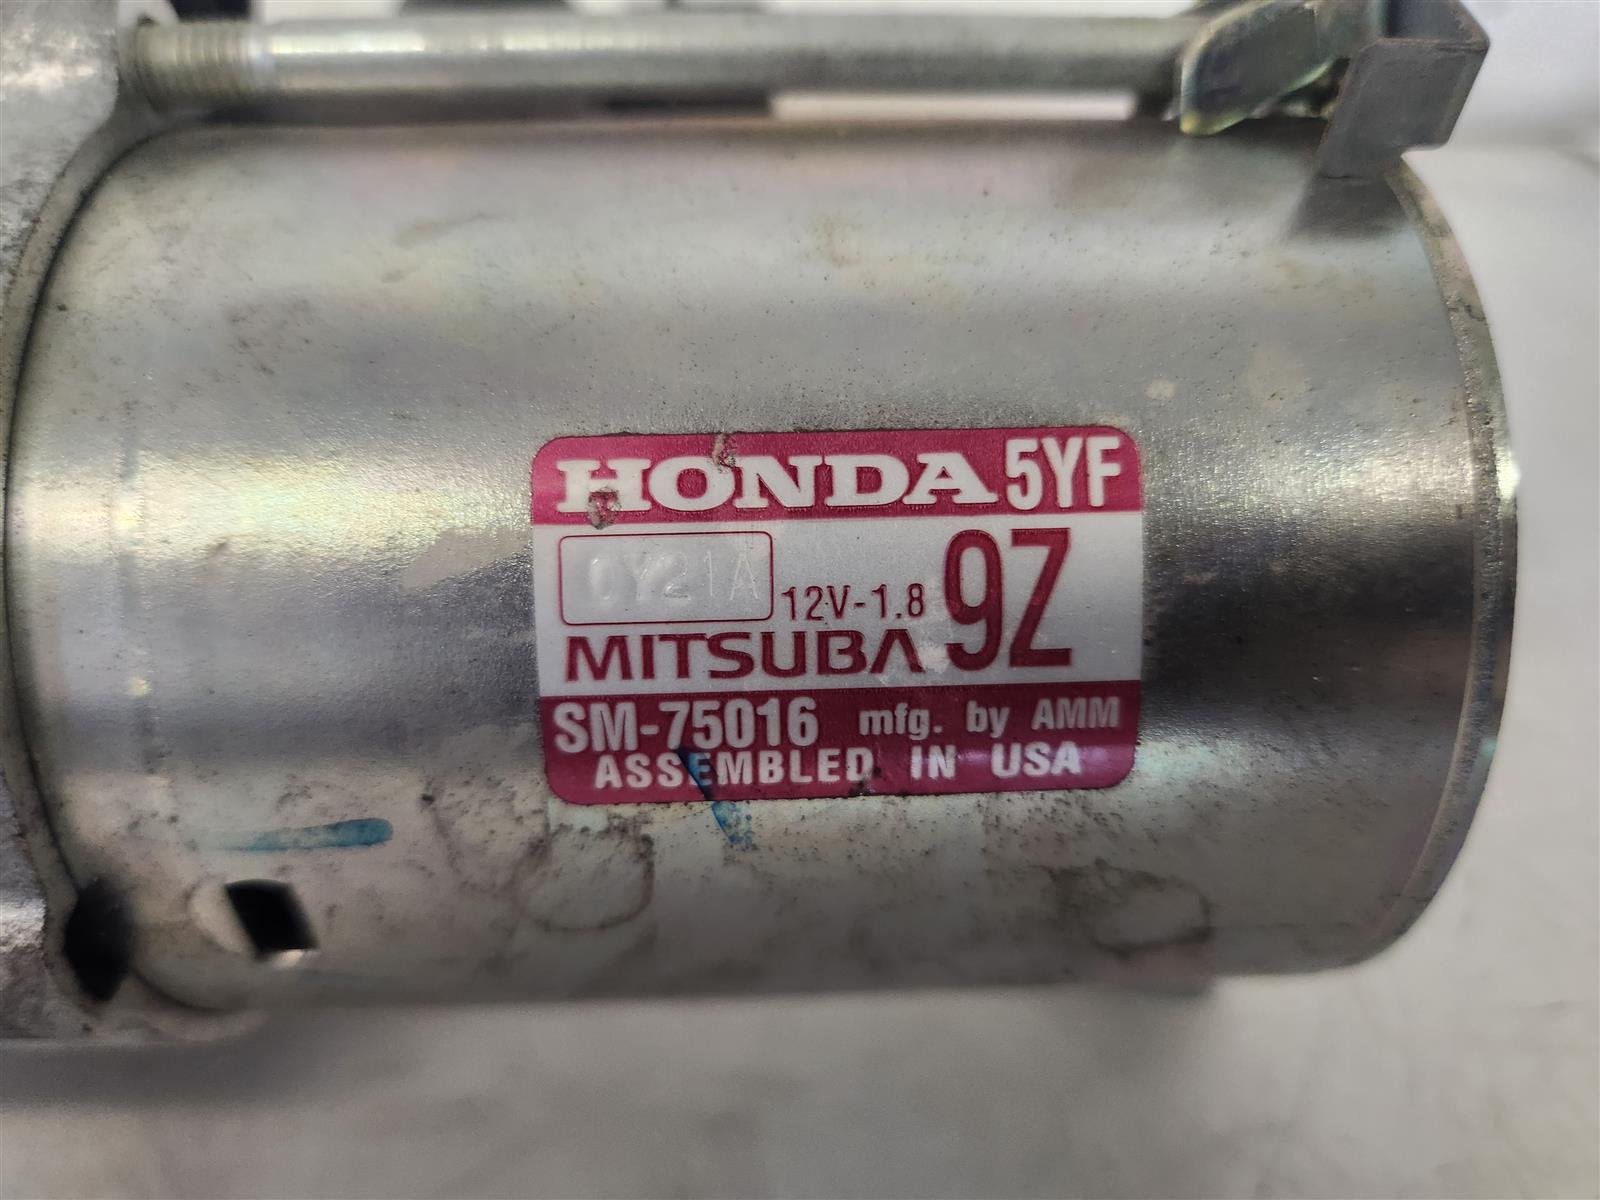 HONDA 5YF
0Y21A 12V-1.8 9Z
MITSUBA
SM-75016 mfg. by AMM
ASSEMBLED IN USA